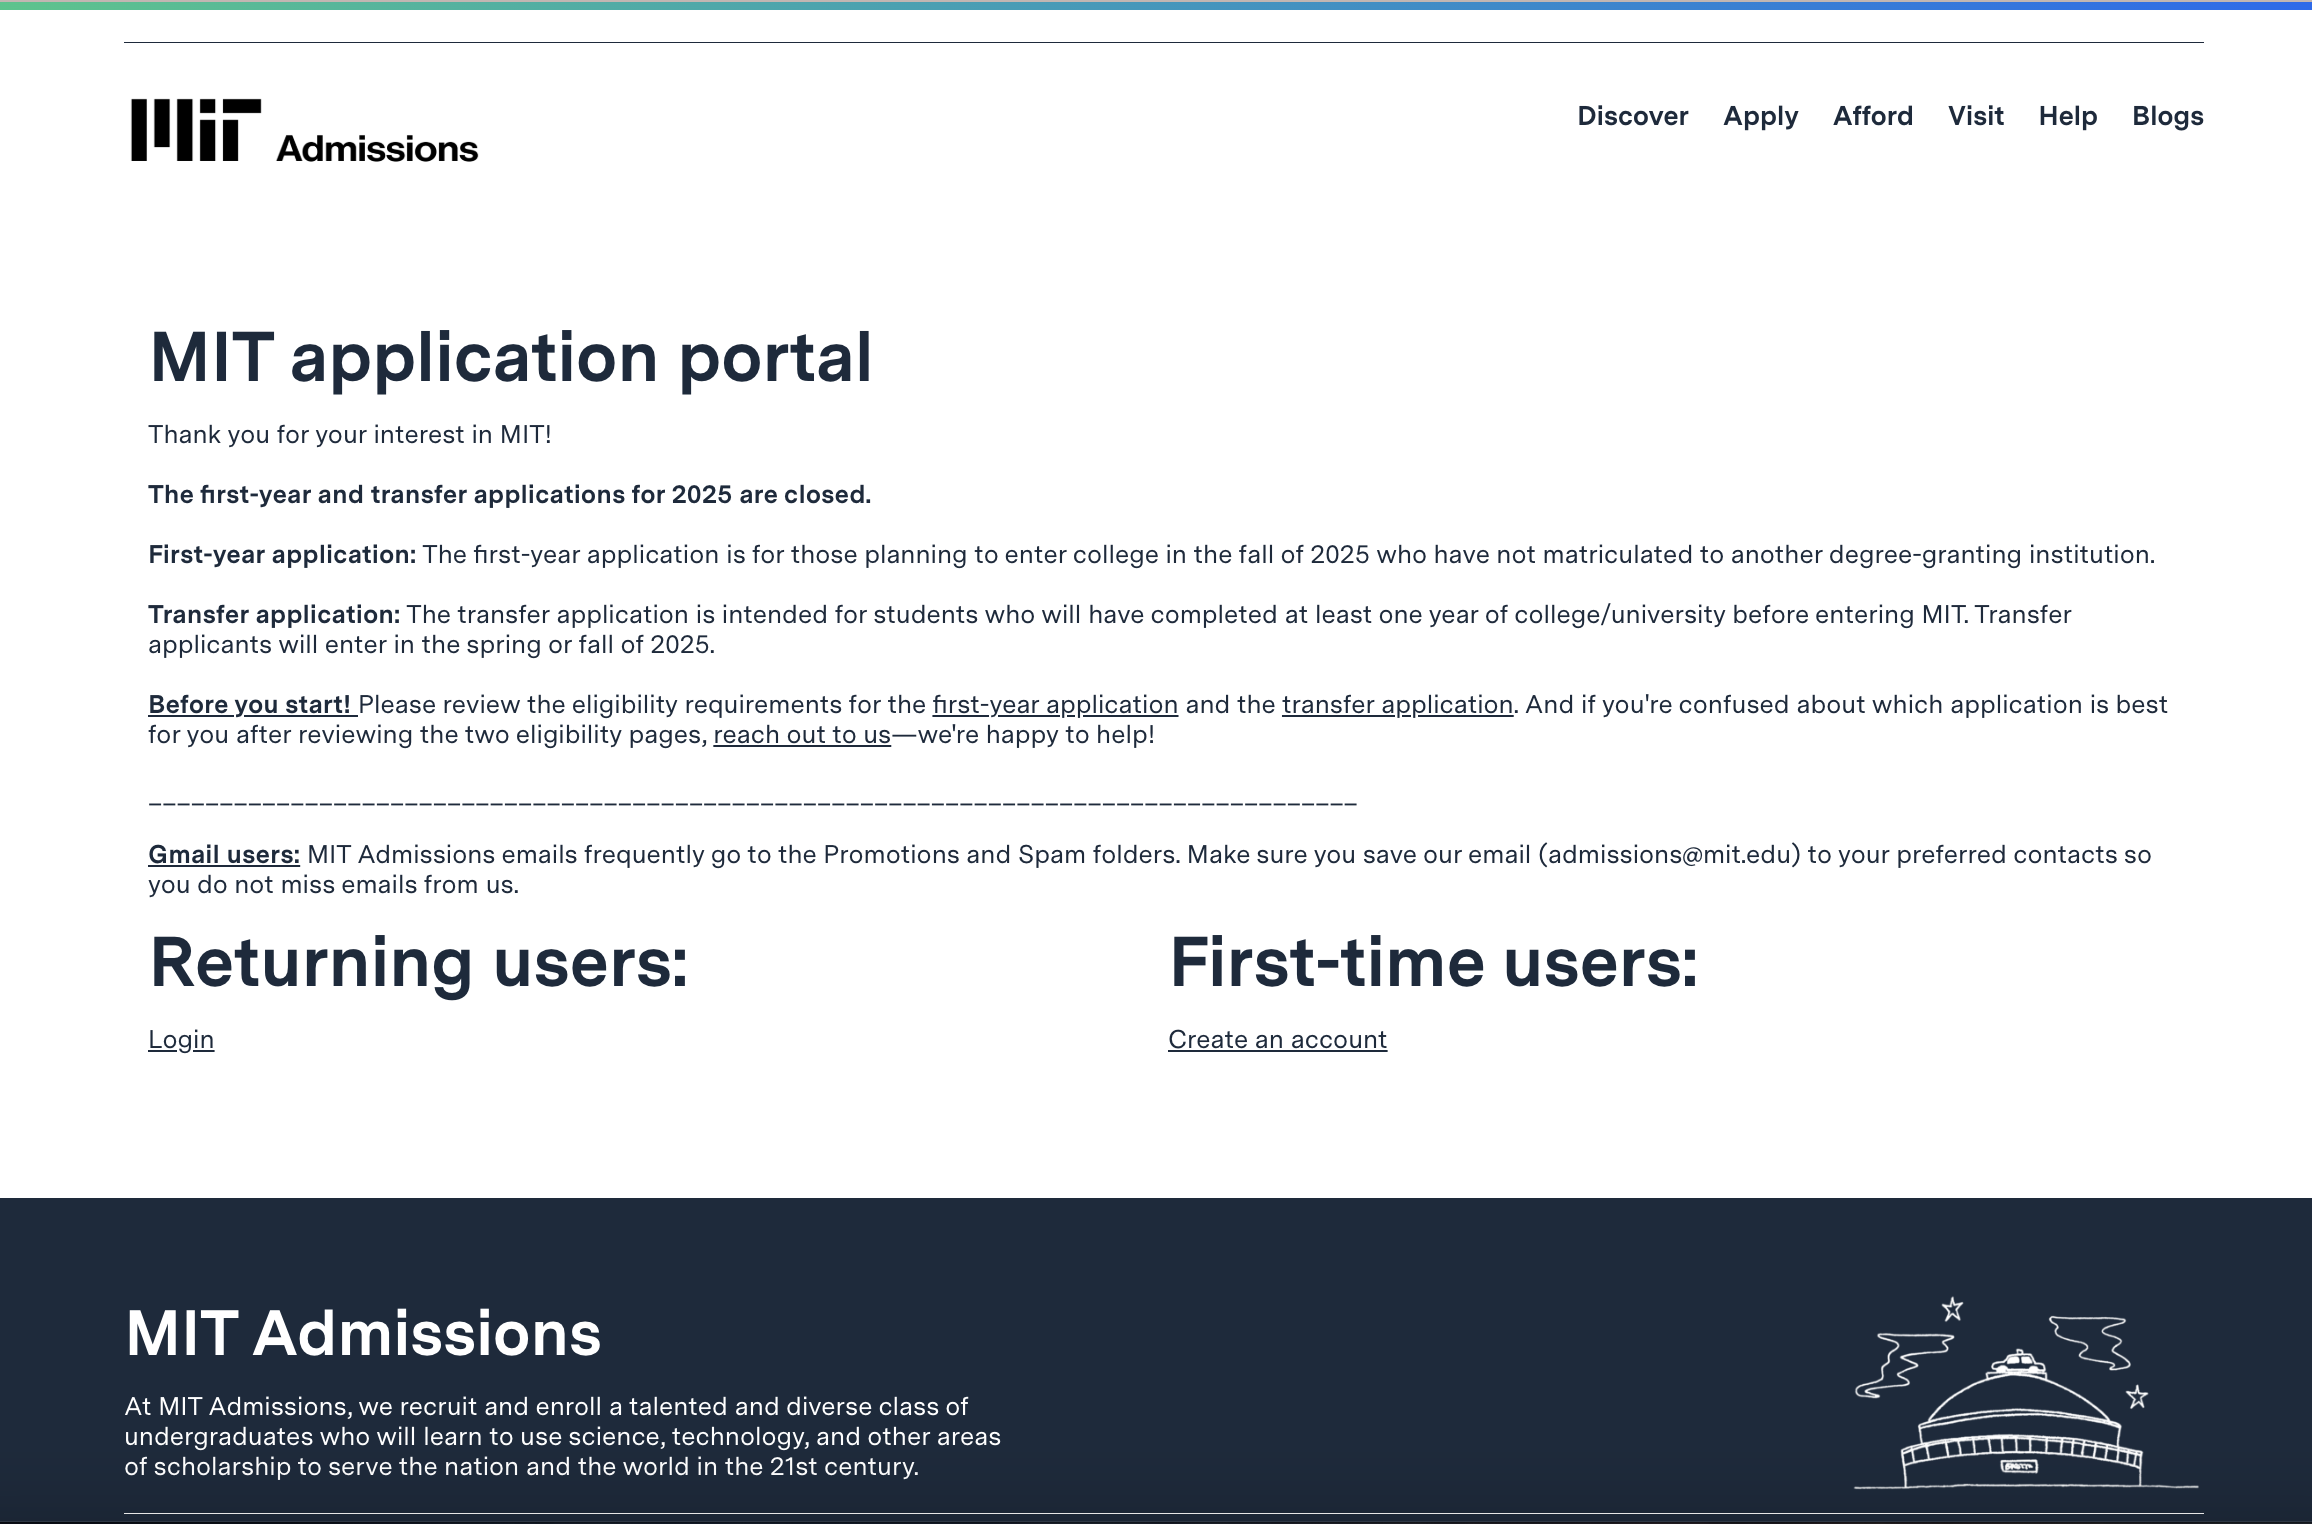 MIT Admissions
Discover Apply Afford Visit Help Blogs
MIT application portal
Thank you for your interest in MIT!
The first-year and transfer applications for 2025 are closed.
First-year application: The first-year application is for those planning to enter college in the fall of 2025 who have not matriculated to another degree-granting institution.
Transfer application: The transfer application is intended for students who will have completed at least one year of college/university before entering MIT. Transfer
applicants will enter in the spring or fall of 2025.
Before you start! Please review the eligibility requirements for the first-year application and the transfer application. And if you're confused about which application is best
for you after reviewing the two eligibility pages, reach out to us—we're happy to help!
_____________________________________________________________________________________
Gmail users: MIT Admissions emails frequently go to the Promotions and Spam folders. Make sure you save our email (admissions@mit.edu) to your preferred contacts so
you do not miss emails from us.
Returning users:
Login
First-time users:
Create an account
MIT Admissions
At MIT Admissions, we recruit and enroll a talented and diverse class of
undergraduates who will learn to use science, technology, and other areas
of scholarship to serve the nation and the world in the 21st century.